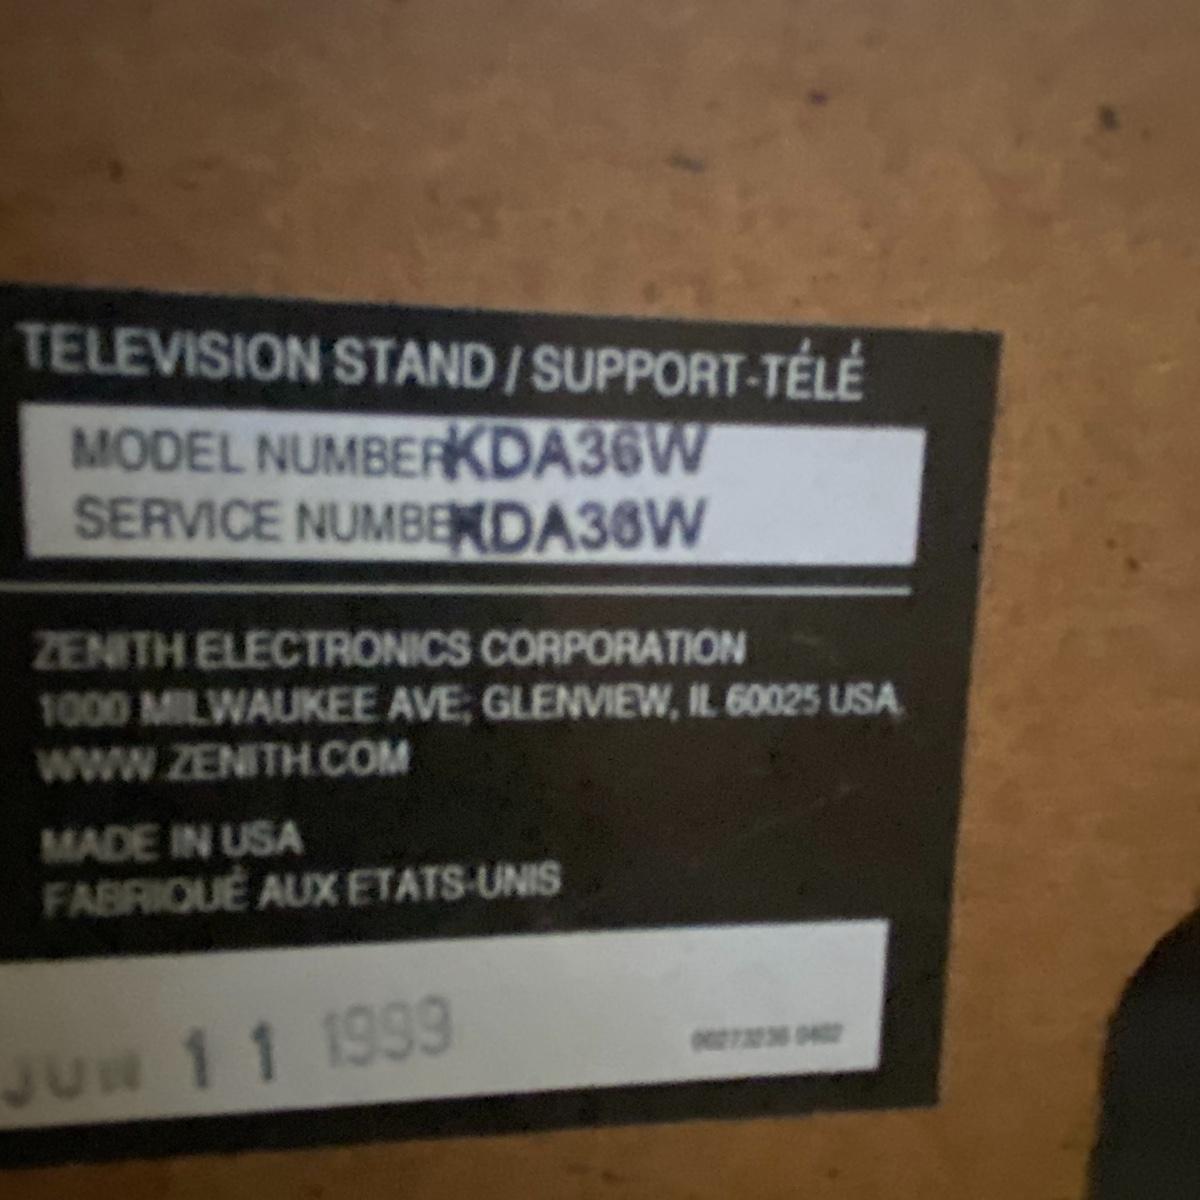 TELEVISION STAND / SUPPORT-TÉLÉ
MODEL NUMBER KDA36W
SERVICE NUMBER KDA36W
ZENITH ELECTRONICS CORPORATION
1000 MILWAUKEE AVE; GLENVIEW, IL 60025 USA
WWW.ZENITH.COM
MADE IN USA
FABRIQUÉ AUX ETATS-UNIS
JUN 11 1999